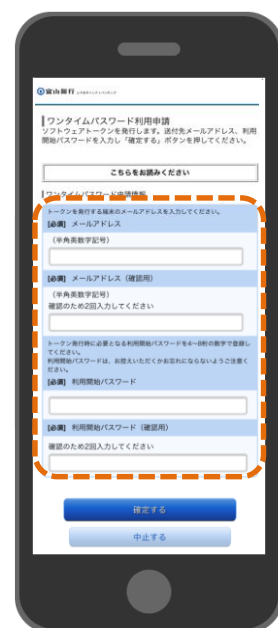 富山銀行
ワンタイムパスワード利用申請
ソフトウェアトークンを発行します。送付先メールアドレス、利用
開始パスワードを入力し「確定する」ボタンを押してください。
こちらをお読みください
ワンタイムパスワード申請情報
トークンを発行する端末のメールアドレスを入力してください。
[必須] メールアドレス
(半角英数字記号)
[必須] メールアドレス（確認用）
(半角英数字記号)
確認のため2回入力してください
トークン発行時に必要となる利用開始パスワードを4~8桁の数字で登録し
てください。
利用開始パスワードは、お控えいただくかお忘れにならないようご注意く
ださい。
[必須] 利用開始パスワード
[必須] 利用開始パスワード（確認用）
確認のため2回入力してください
確定する
中止する